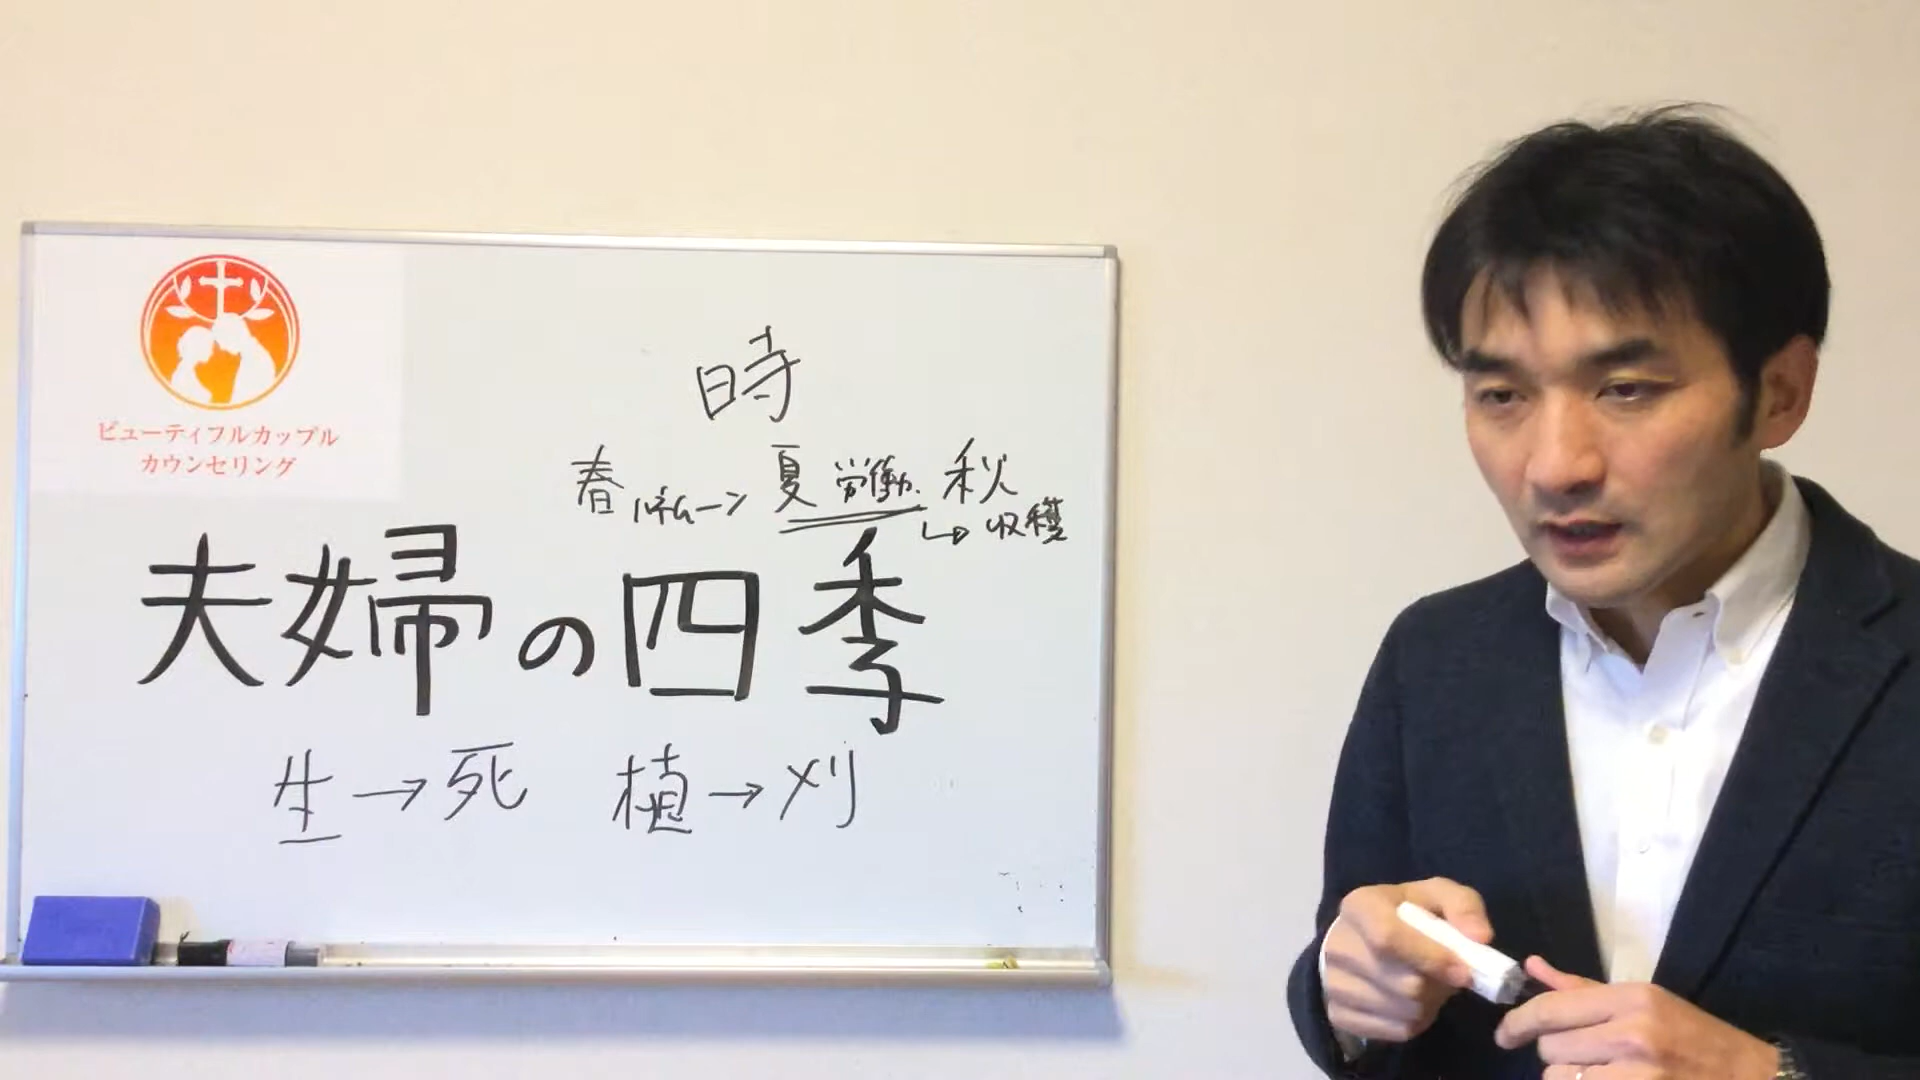 ビューティフルカップル
カウンセリング
時
春 ハネムーン 夏 労働 秋
↳ 収穫
夫婦の四季
生→死 植→刈